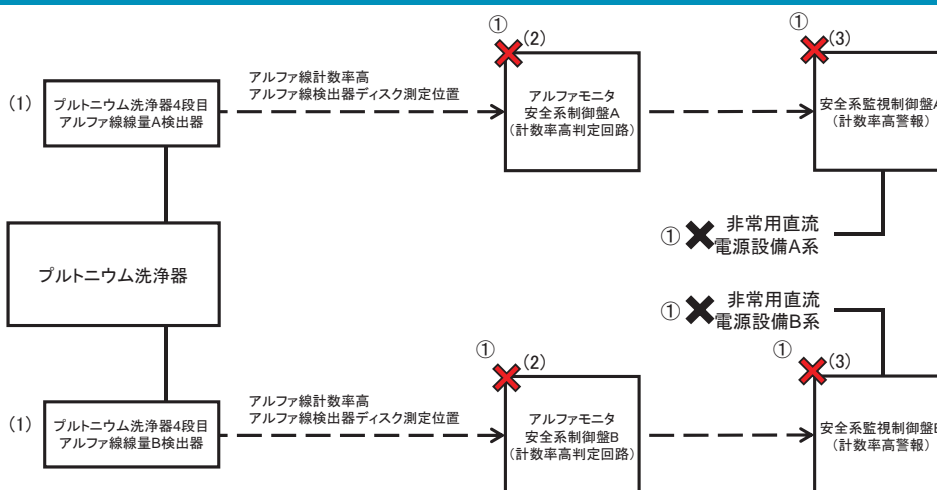 ①
(2)
①
(3)
(1)
プルトニウム洗浄器4段目
アルファ線線量A検出器
アルファ線計数率高
アルファ線検出器ディスク測定位置
アルファモニタ
安全系制御盤A
(計数率高判定回路)
安全系監視制御盤A
(計数率高警報)
①
非常用直流
電源設備A系
プルトニウム洗浄器
①
非常用直流
電源設備B系
①
(2)
①
(3)
(1)
プルトニウム洗浄器4段目
アルファ線線量B検出器
アルファ線計数率高
アルファ線検出器ディスク測定位置
アルファモニタ
安全系制御盤B
(計数率高判定回路)
安全系監視制御盤B
(計数率高警報)